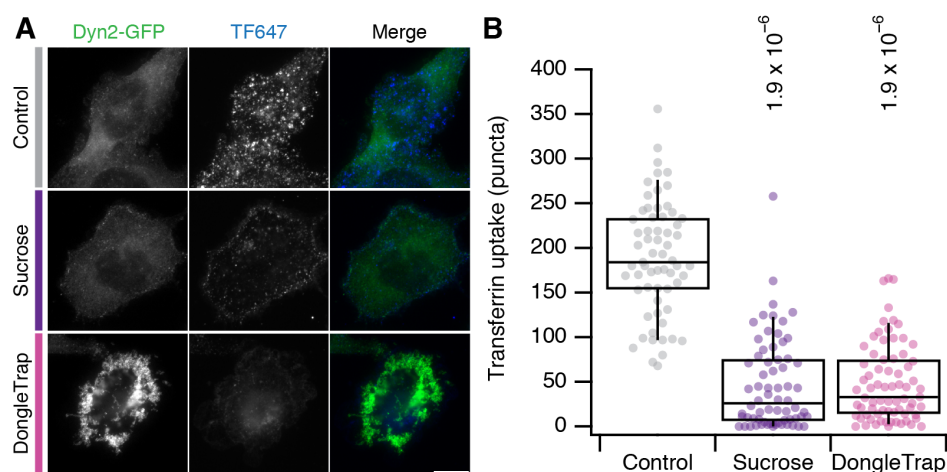 A
Dyn2-GFP TF647 Merge
Control
Sucrose
DongleTrap
B
1.9 x 10⁻⁶ 1.9 x 10⁻⁶
Transferrin uptake (puncta)
400
350
300
250
200
150
100
50
0
Control Sucrose DongleTrap